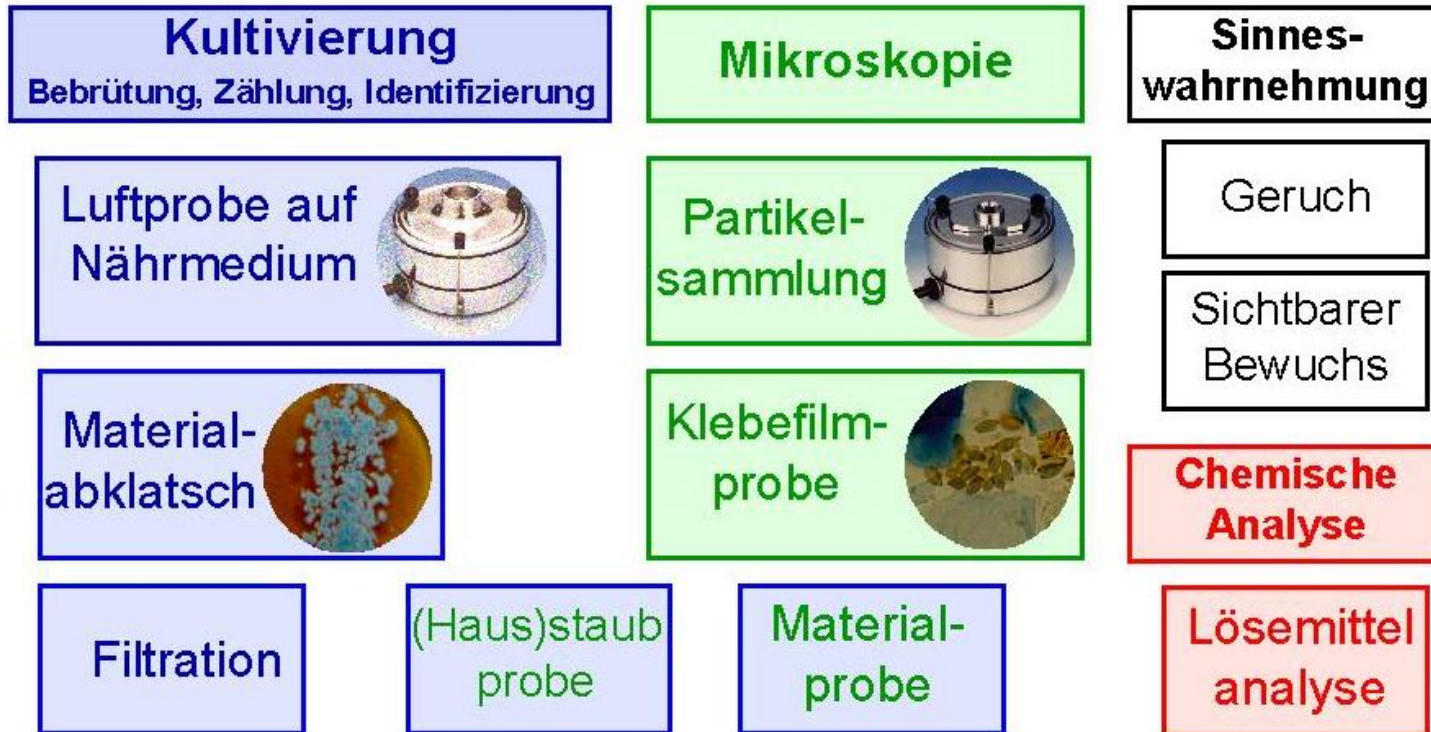 Kultivierung
Bebrütung, Zählung, Identifizierung
Mikroskopie
Sinnes-
wahrnehmung
Luftprobe auf
Nährmedium
Partikel-
sammlung
Geruch
Sichtbarer
Bewuchs
Material-
abklatsch
Klebefilm-
probe
Chemische
Analyse
Filtration
(Haus)staub
probe
Material-
probe
Lösemittel
analyse